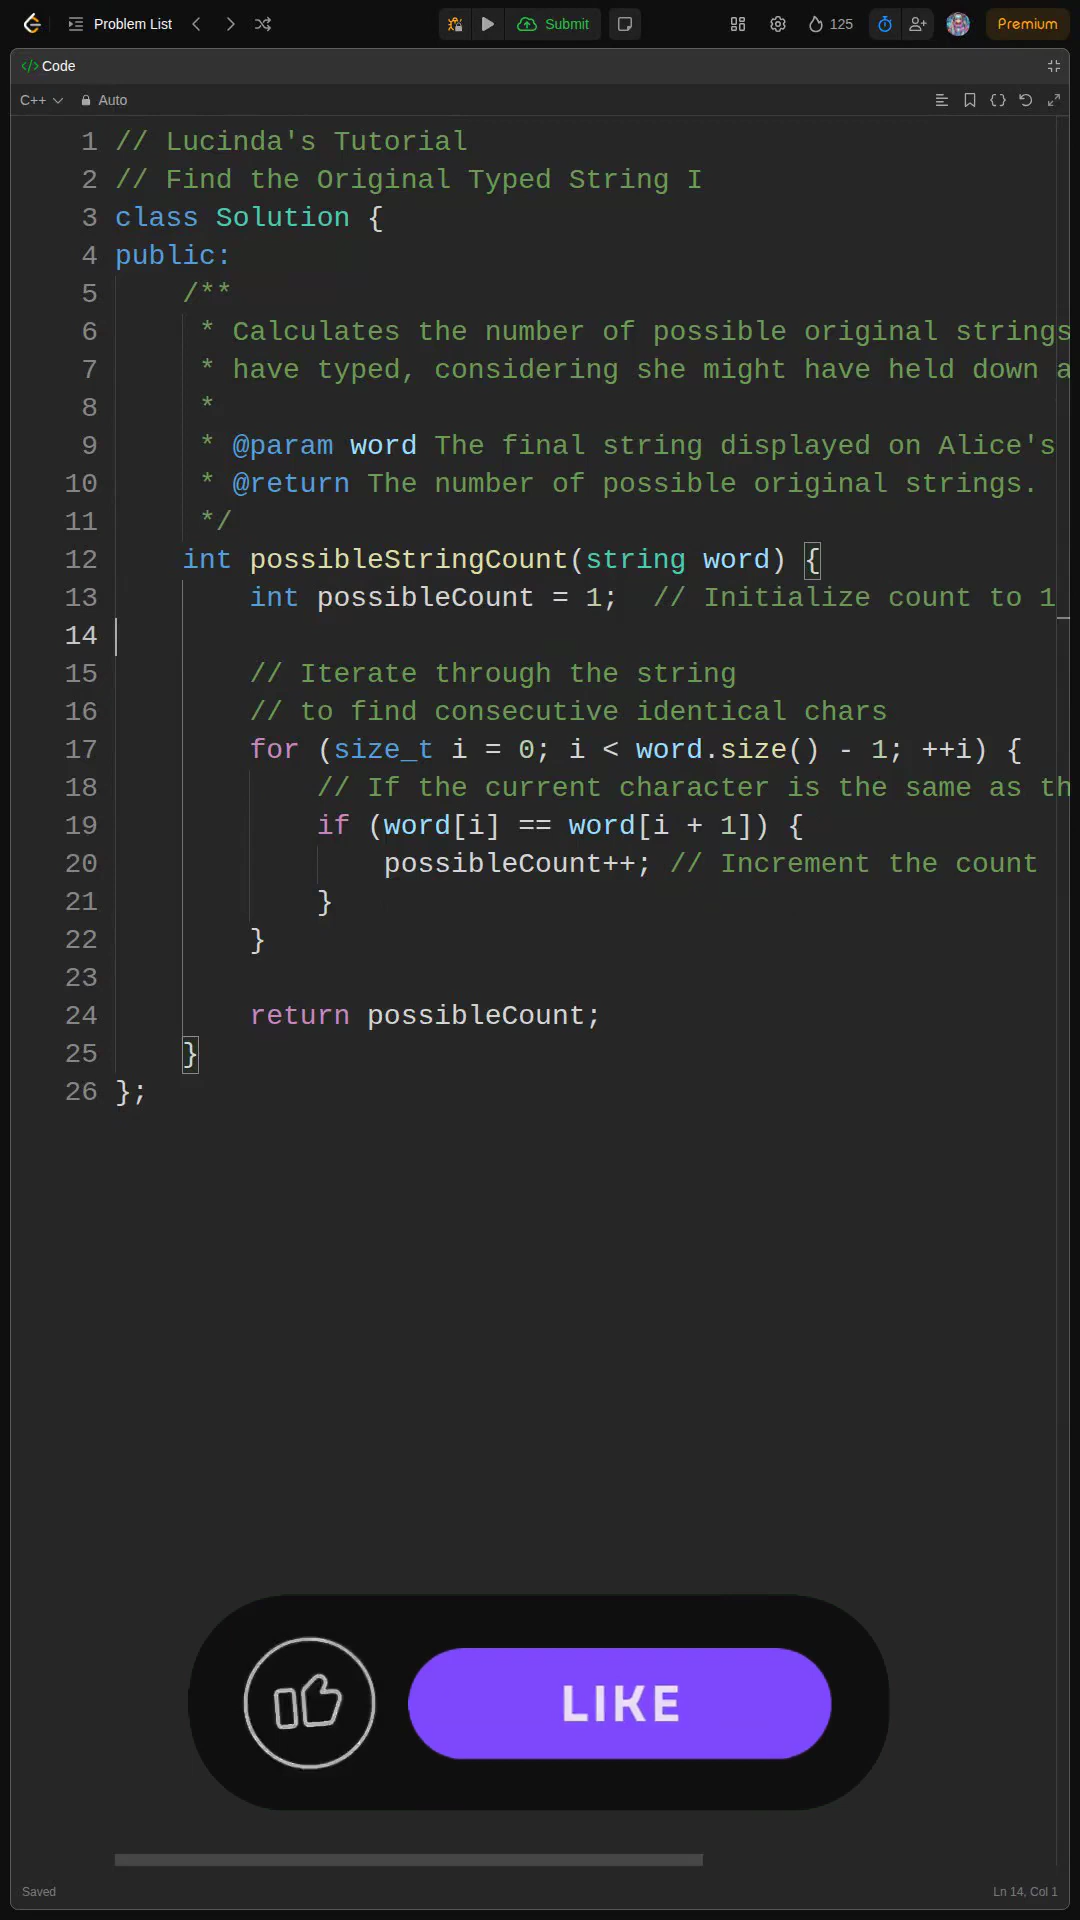 Problem List
Submit
125
Premium
</> Code
C++
Auto
1 // Lucinda's Tutorial
2 // Find the Original Typed String I
3 class Solution {
4 public:
5 /**
6 * Calculates the number of possible original strings
7 * have typed, considering she might have held down a
8 *
9 * @param word The final string displayed on Alice's
10 * @return The number of possible original strings.
11 */
12 int possibleStringCount(string word) {
13 int possibleCount = 1; // Initialize count to 1
14
15 // Iterate through the string
16 // to find consecutive identical chars
17 for (size_t i = 0; i < word.size() - 1; ++i) {
18 // If the current character is the same as th
19 if (word[i] == word[i + 1]) {
20 possibleCount++; // Increment the count
21 }
22 }
23
24 return possibleCount;
25 }
26 };
LIKE
Saved
Ln 14, Col 1